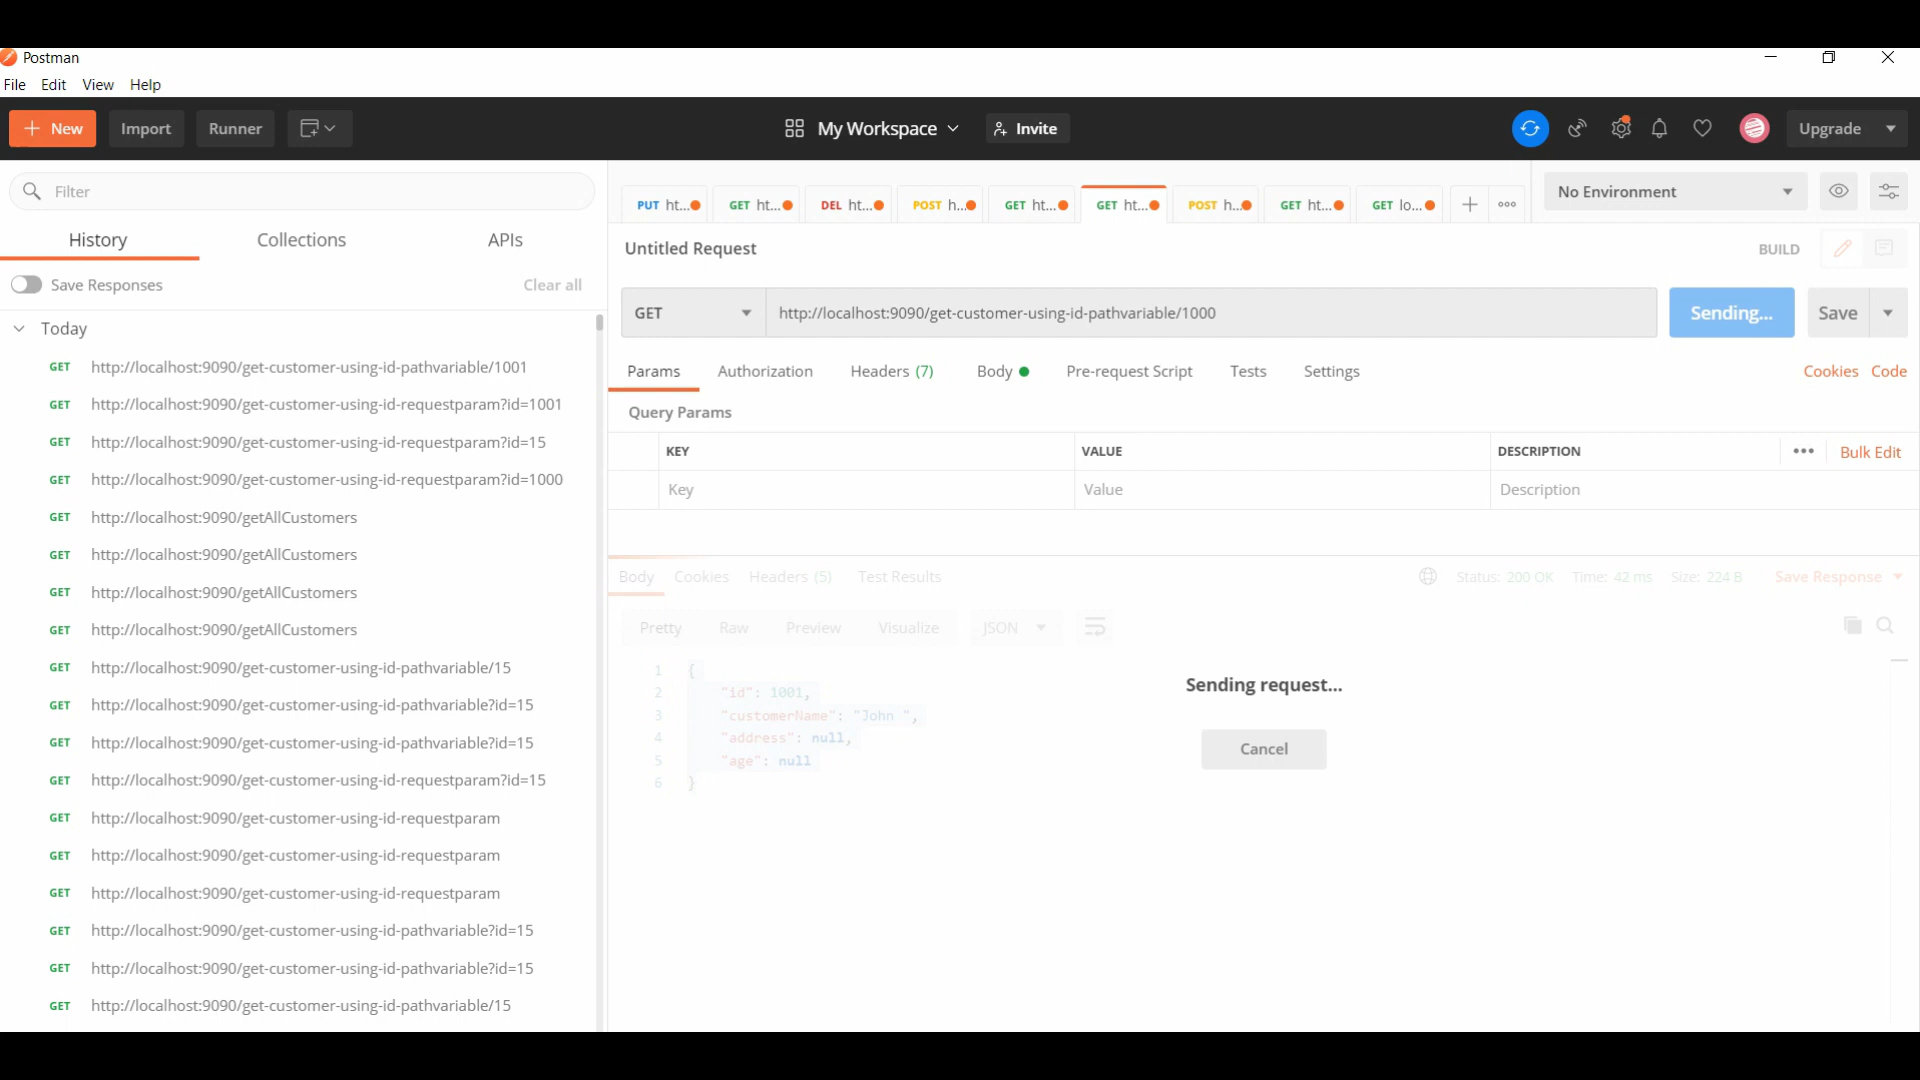 Postman
File Edit View Help
New Import Runner My Workspace Invite Upgrade
Filter
History Collections APIs
Save Responses Clear all
Today
GET http://localhost:9090/get-customer-using-id-pathvariable/1001
GET http://localhost:9090/get-customer-using-id-requestparam?id=1001
GET http://localhost:9090/get-customer-using-id-requestparam?id=15
GET http://localhost:9090/get-customer-using-id-requestparam?id=1000
GET http://localhost:9090/getAllCustomers
GET http://localhost:9090/getAllCustomers
GET http://localhost:9090/getAllCustomers
GET http://localhost:9090/getAllCustomers
GET http://localhost:9090/get-customer-using-id-pathvariable/15
GET http://localhost:9090/get-customer-using-id-pathvariable?id=15
GET http://localhost:9090/get-customer-using-id-pathvariable?id=15
GET http://localhost:9090/get-customer-using-id-requestparam?id=15
GET http://localhost:9090/get-customer-using-id-requestparam
GET http://localhost:9090/get-customer-using-id-requestparam
GET http://localhost:9090/get-customer-using-id-requestparam
GET http://localhost:9090/get-customer-using-id-pathvariable?id=15
GET http://localhost:9090/get-customer-using-id-pathvariable?id=15
GET http://localhost:9090/get-customer-using-id-pathvariable/15
PUT ht... GET ht... DEL ht... POST h... GET ht... GET ht... POST h... GET ht... GET lo... No Environment
Untitled Request BUILD
GET http://localhost:9090/get-customer-using-id-pathvariable/1000 Sending... Save
Params Authorization Headers (7) Body Pre-request Script Tests Settings Cookies Code
Query Params
KEY VALUE DESCRIPTION Bulk Edit
Key Value Description
Body Cookies Headers (5) Test Results Status: 200 OK Time: 42 ms Size: 224 B Save Response
Pretty Raw Preview Visualize JSON
1 {
2 "id": 1001,
3 "customerName": "John ",
4 "address": null,
5 "age": null
6 }
Sending request...
Cancel